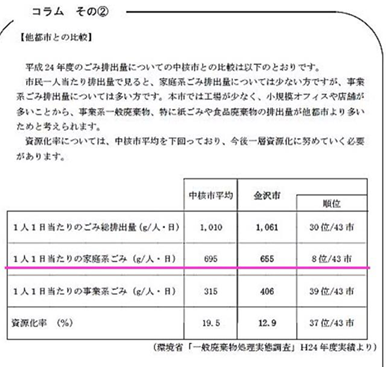 コラム その②
【他都市との比較】
平成24年度のごみ排出量についての中核市との比較は以下のとおりです。
市民一人当たり排出量で見ると、家庭系ごみ排出量については少ない方ですが、事業
系ごみ排出量については多い方です。本市では工場が少なく、小規模オフィスや店舗が
多いことから、事業系一般廃棄物、特に紙ごみや食品廃棄物の排出量が他都市より多い
ためと考えられます。
資源化率については、中核市平均を下回っており、今後一層資源化に努めていく必要
があります。
中核市平均 金沢市 順位
1人1日当たりのごみ総排出量(g/人・日) 1,010 1,061 30位/43市
1人1日当たりの家庭系ごみ(g/人・日) 695 655 8位/43市
1人1日当たりの事業系ごみ(g/人・日) 315 406 39位/43市
資源化率 (%) 19.5 12.9 37位/43市
(環境省「一般廃棄物処理実態調査」H24年度実績より)